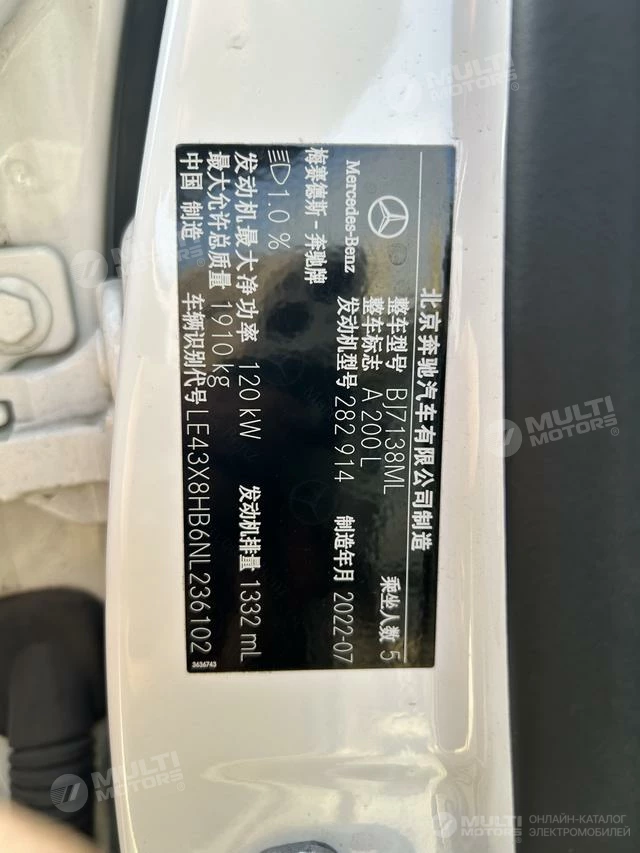 北京奔驰汽车有限公司制造
Mercedes-Benz
梅赛德斯-奔驰牌
整车型号 BJ7138ML 乘坐人数 5
整车标志 A 200 L
发动机型号 282 914 制造年月 2022-07
1.0 %
发动机最大净功率 120 kW 发动机排量 1332 mL
最大允许总质量 1910 kg
中国 制造 车辆识别代号 LE43X8HB6NL236102
3636743
MULTI
MOTORS
MULTI
MOTORS
MULTI
MOTORS
MULTI
MOTORS
MULTI
MOTORS
ОНЛАЙН-КАТАЛОГ
ЭЛЕКТРОМОБИЛЕЙ